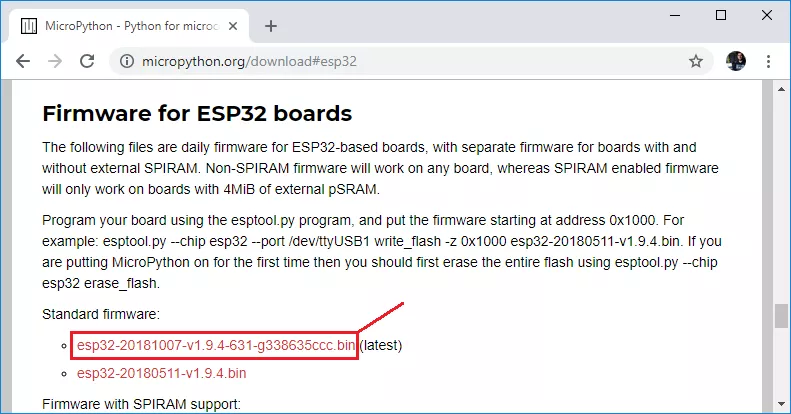 MicroPython - Python for microc
micropython.org/download#esp32
Firmware for ESP32 boards
The following files are daily firmware for ESP32-based boards, with separate firmware for boards with and
without external SPIRAM. Non-SPIRAM firmware will work on any board, whereas SPIRAM enabled firmware
will only work on boards with 4MiB of external pSRAM.
Program your board using the esptool.py program, and put the firmware starting at address 0x1000. For
example: esptool.py --chip esp32 --port /dev/ttyUSB1 write_flash -z 0x1000 esp32-20180511-v1.9.4.bin. If you
are putting MicroPython on for the first time then you should first erase the entire flash using esptool.py --chip
esp32 erase_flash.
Standard firmware:
esp32-20181007-v1.9.4-631-g338635ccc.bin (latest)
esp32-20180511-v1.9.4.bin
Firmware with SPIRAM support: